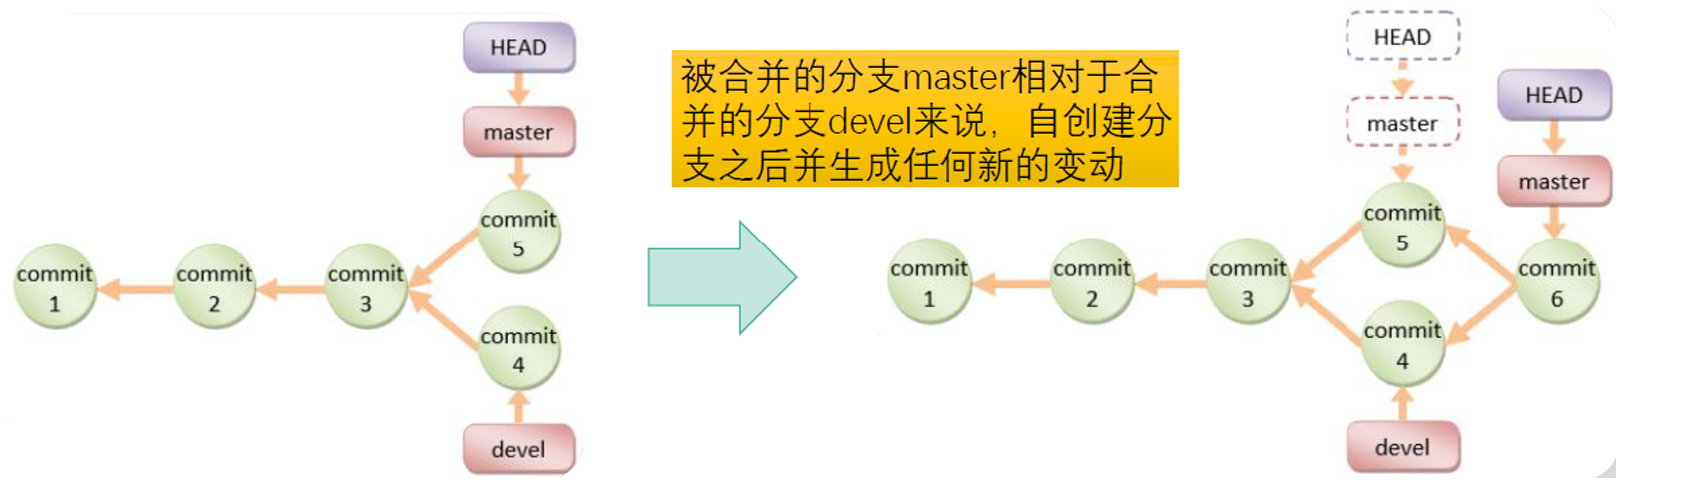 HEAD
master
commit
5
commit
1
commit
2
commit
3
commit
4
devel
被合并的分支master相对于合
并的分支devel来说，自创建分
支之后并生成任何新的变动
HEAD
master
HEAD
master
commit
5
commit
1
commit
2
commit
3
commit
6
commit
4
devel